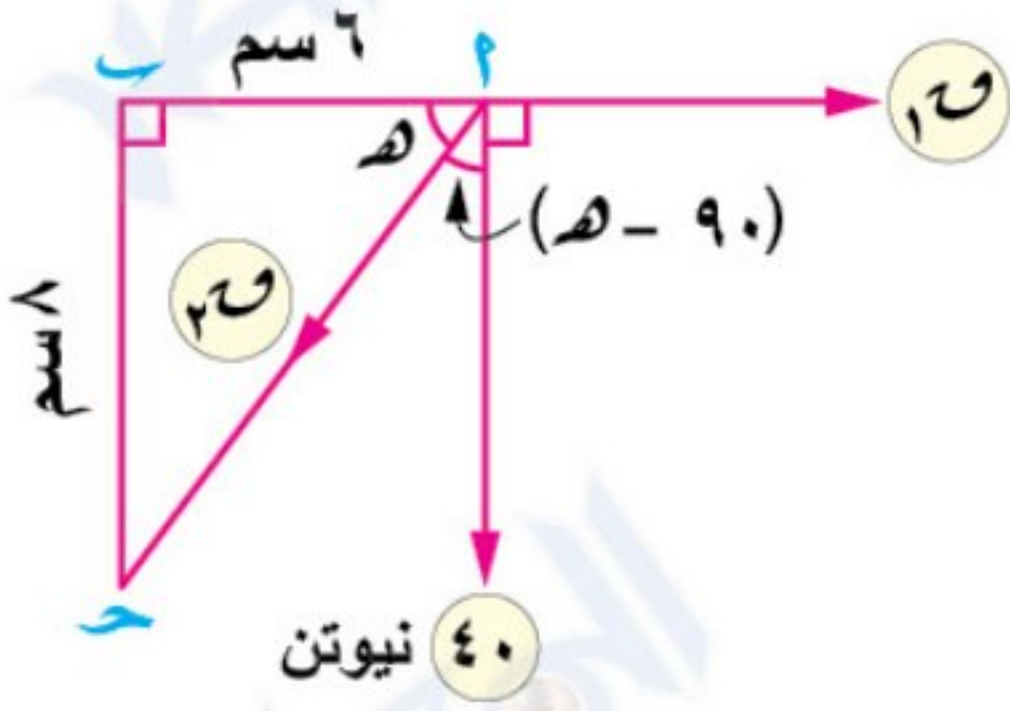 ب
٦ سم
م
ق١
هـ
(٩٠ - هـ)
ق٢
٨ سم
حـ
٤٠ نيوتن